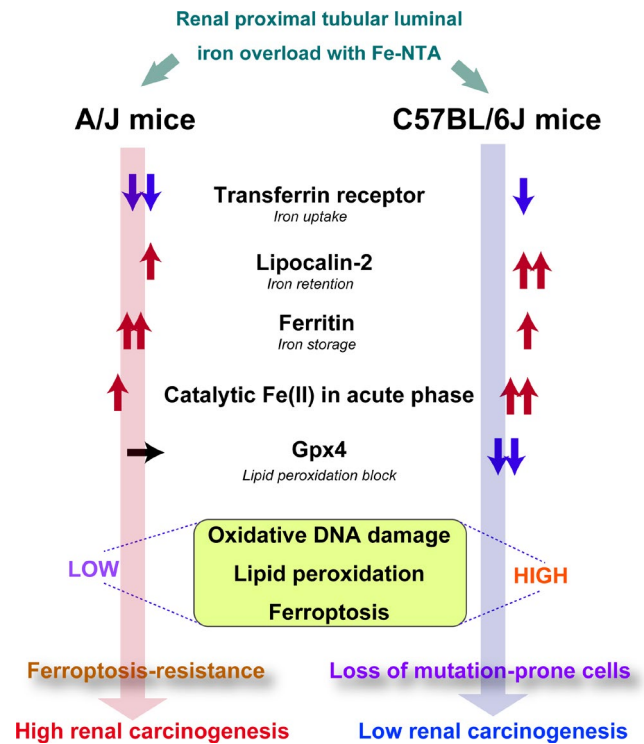 Renal proximal tubular luminal
iron overload with Fe-NTA
A/J mice
C57BL/6J mice
Transferrin receptor
Iron uptake
Lipocalin-2
Iron retention
Ferritin
Iron storage
Catalytic Fe(II) in acute phase
Gpx4
Lipid peroxidation block
Oxidative DNA damage
LOW
Lipid peroxidation
HIGH
Ferroptosis
Ferroptosis-resistance
Loss of mutation-prone cells
High renal carcinogenesis
Low renal carcinogenesis